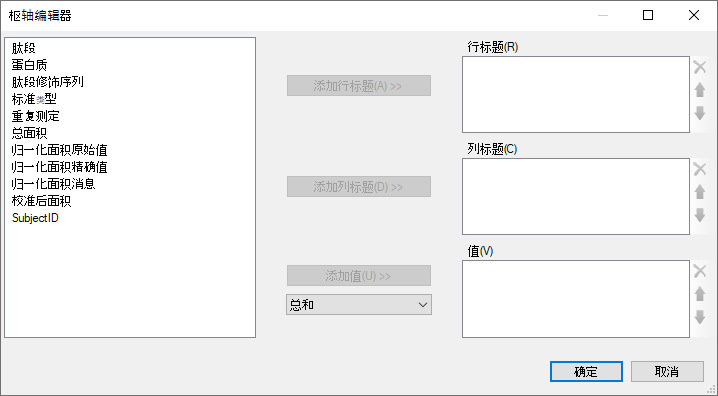 枢轴编辑器
肽段
蛋白质
肽段修饰序列
标准类型
重复测定
总面积
归一化面积原始值
归一化面积精确值
归一化面积消息
校准后面积
SubjectID
添加行标题(A) >>
添加列标题(D) >>
添加值(U) >>
总和
行标题(R)
列标题(C)
值(V)
确定
取消